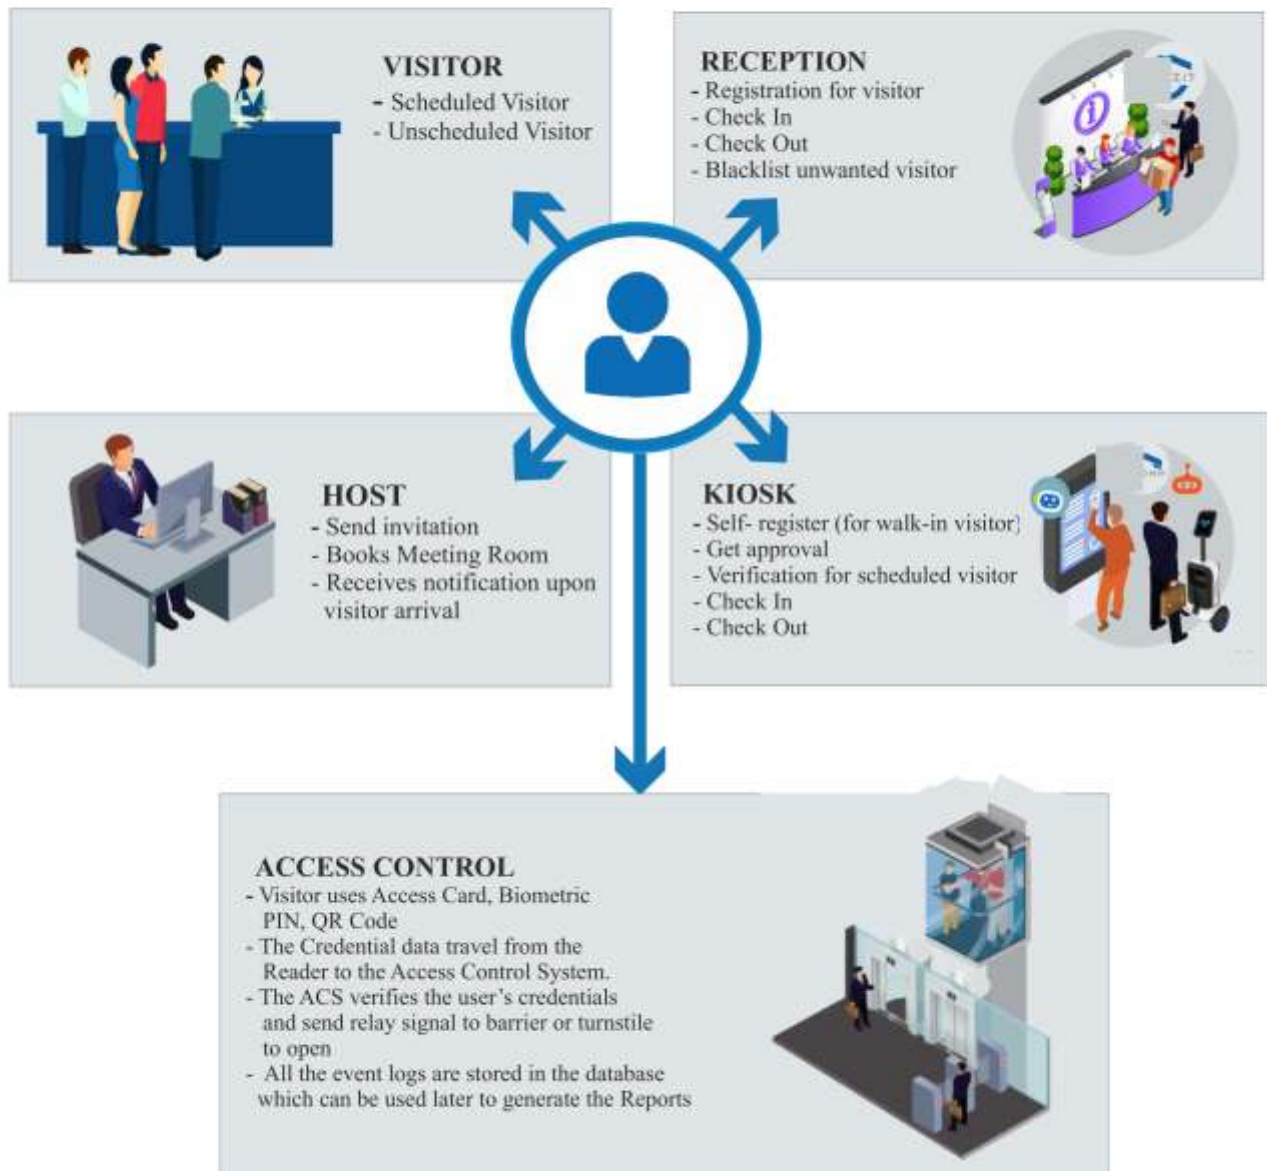 VISITOR
- Scheduled Visitor
- Unscheduled Visitor
RECEPTION
- Registration for visitor
- Check In
- Check Out
- Blacklist unwanted visitor
HOST
- Send invitation
- Books Meeting Room
- Receives notification upon
visitor arrival
KIOSK
- Self- register (for walk-in visitor)
- Get approval
- Verification for scheduled visitor
- Check In
- Check Out
ACCESS CONTROL
- Visitor uses Access Card, Biometric
PIN, QR Code
- The Credential data travel from the
Reader to the Access Control System.
- The ACS verifies the user’s credentials
and send relay signal to barrier or turnstile
to open
- All the event logs are stored in the database
which can be used later to generate the Reports